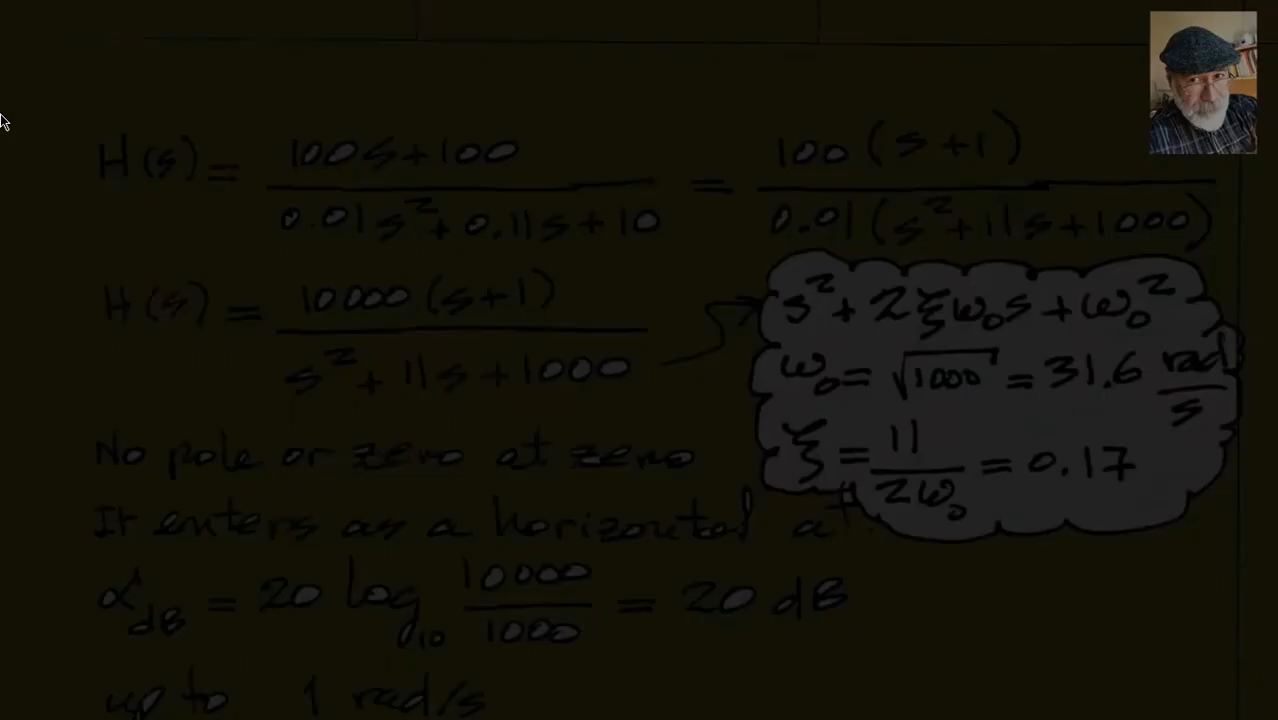 H(s) = (100s+100)/(0.01s²+0.11s+10) = 100(s+1)/(0.01(s²+11s+1000))
H(s) = 10000(s+1)/(s²+11s+1000)
s²+2ξω₀s+ω₀²
ω₀ = √1000 = 31.6 rad/s
ξ = 11/(2ω₀) = 0.17
No pole or zero at zero
It enters as a horizontal at
α_dB = 20 log₁₀ 10000/1000 = 20 dB
up to 1 rad/s